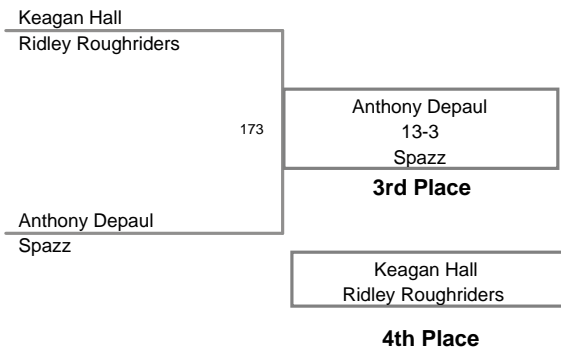 Keagan Hall
Ridley Roughriders
173
Anthony Depaul
13-3
Spazz
3rd Place
Anthony Depaul
Spazz
Keagan Hall
Ridley Roughriders
4th Place